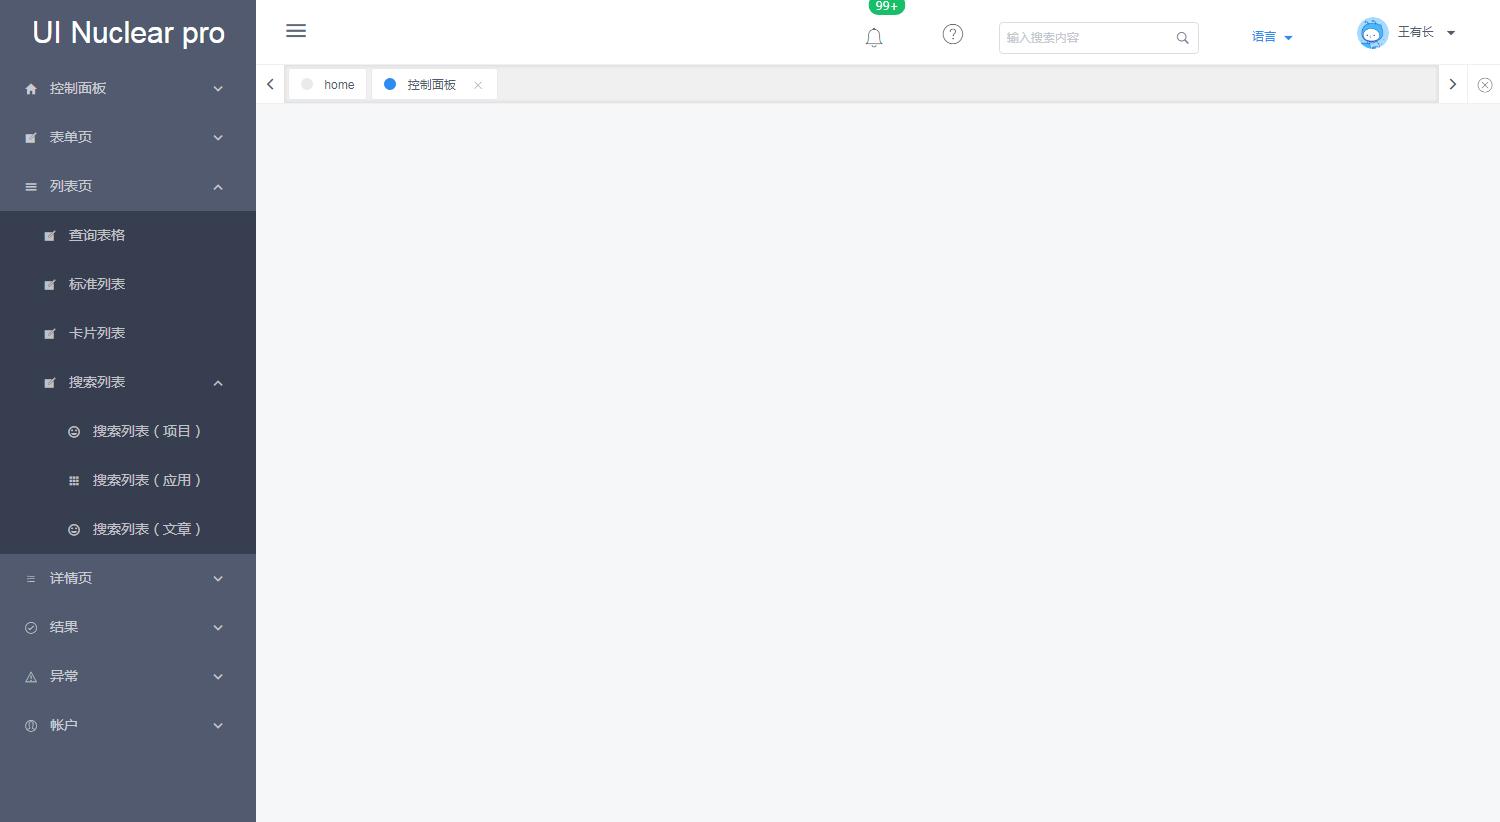 UI Nuclear pro
控制面板
表单页
列表页
查询表格
标准列表
卡片列表
搜索列表
搜索列表（项目）
搜索列表（应用）
搜索列表（文章）
详情页
结果
异常
帐户
99+
输入搜索内容
语言
王有长
home
控制面板